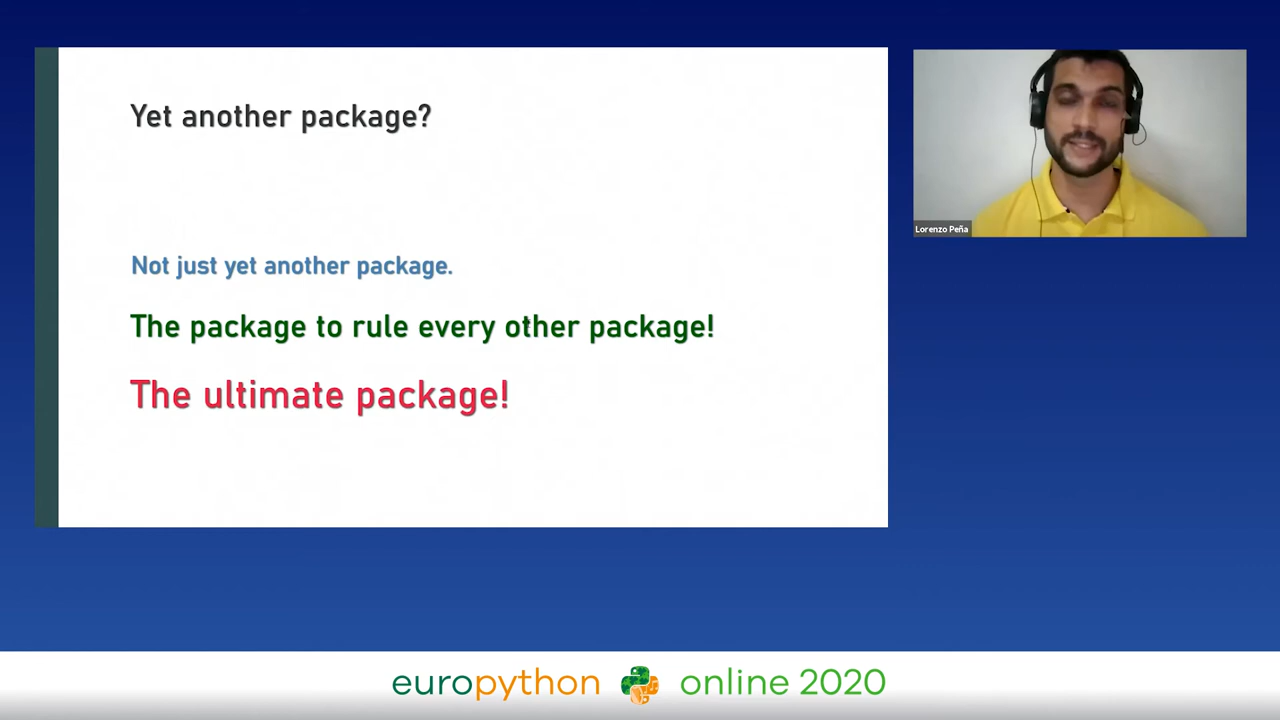 Yet another package?
Not just yet another package.
The package to rule every other package!
The ultimate package!
Lorenzo Peña
europython online 2020